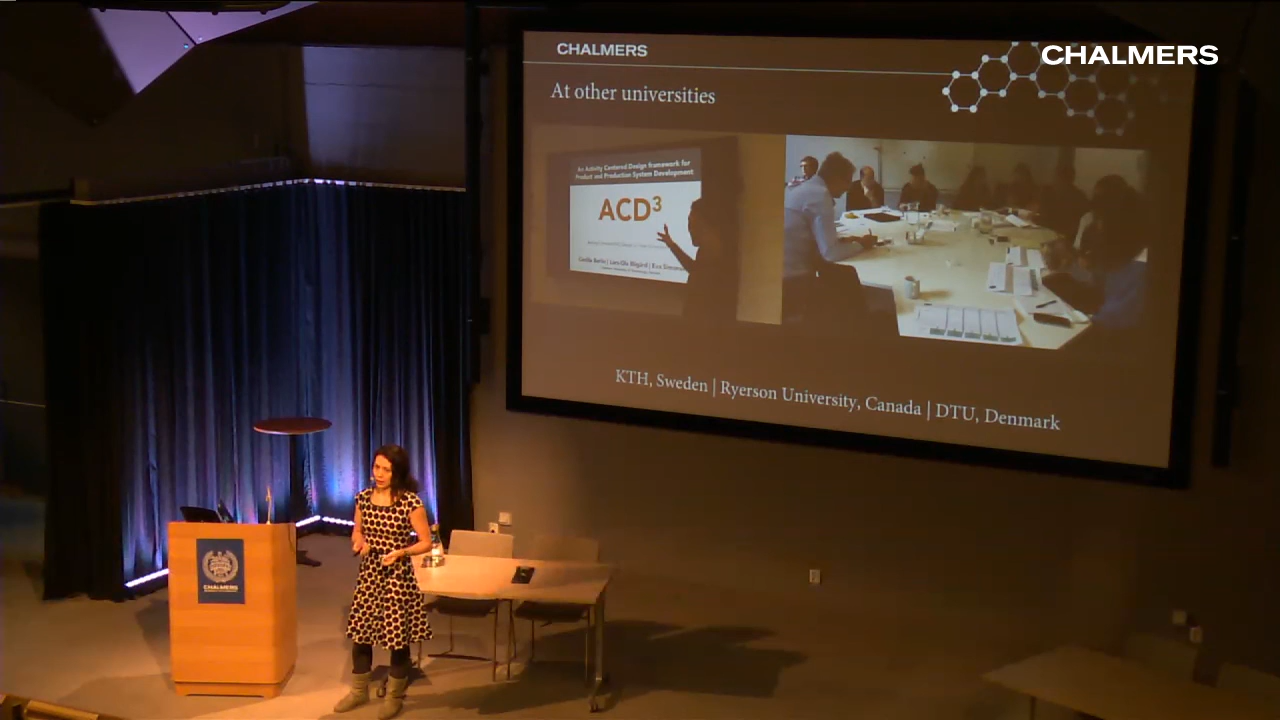 CHALMERS
CHALMERS
At other universities
An Activity Centered Design framework for
Product and Production System Development
ACD³
KTH, Sweden | Ryerson University, Canada | DTU, Denmark
CHALMERS